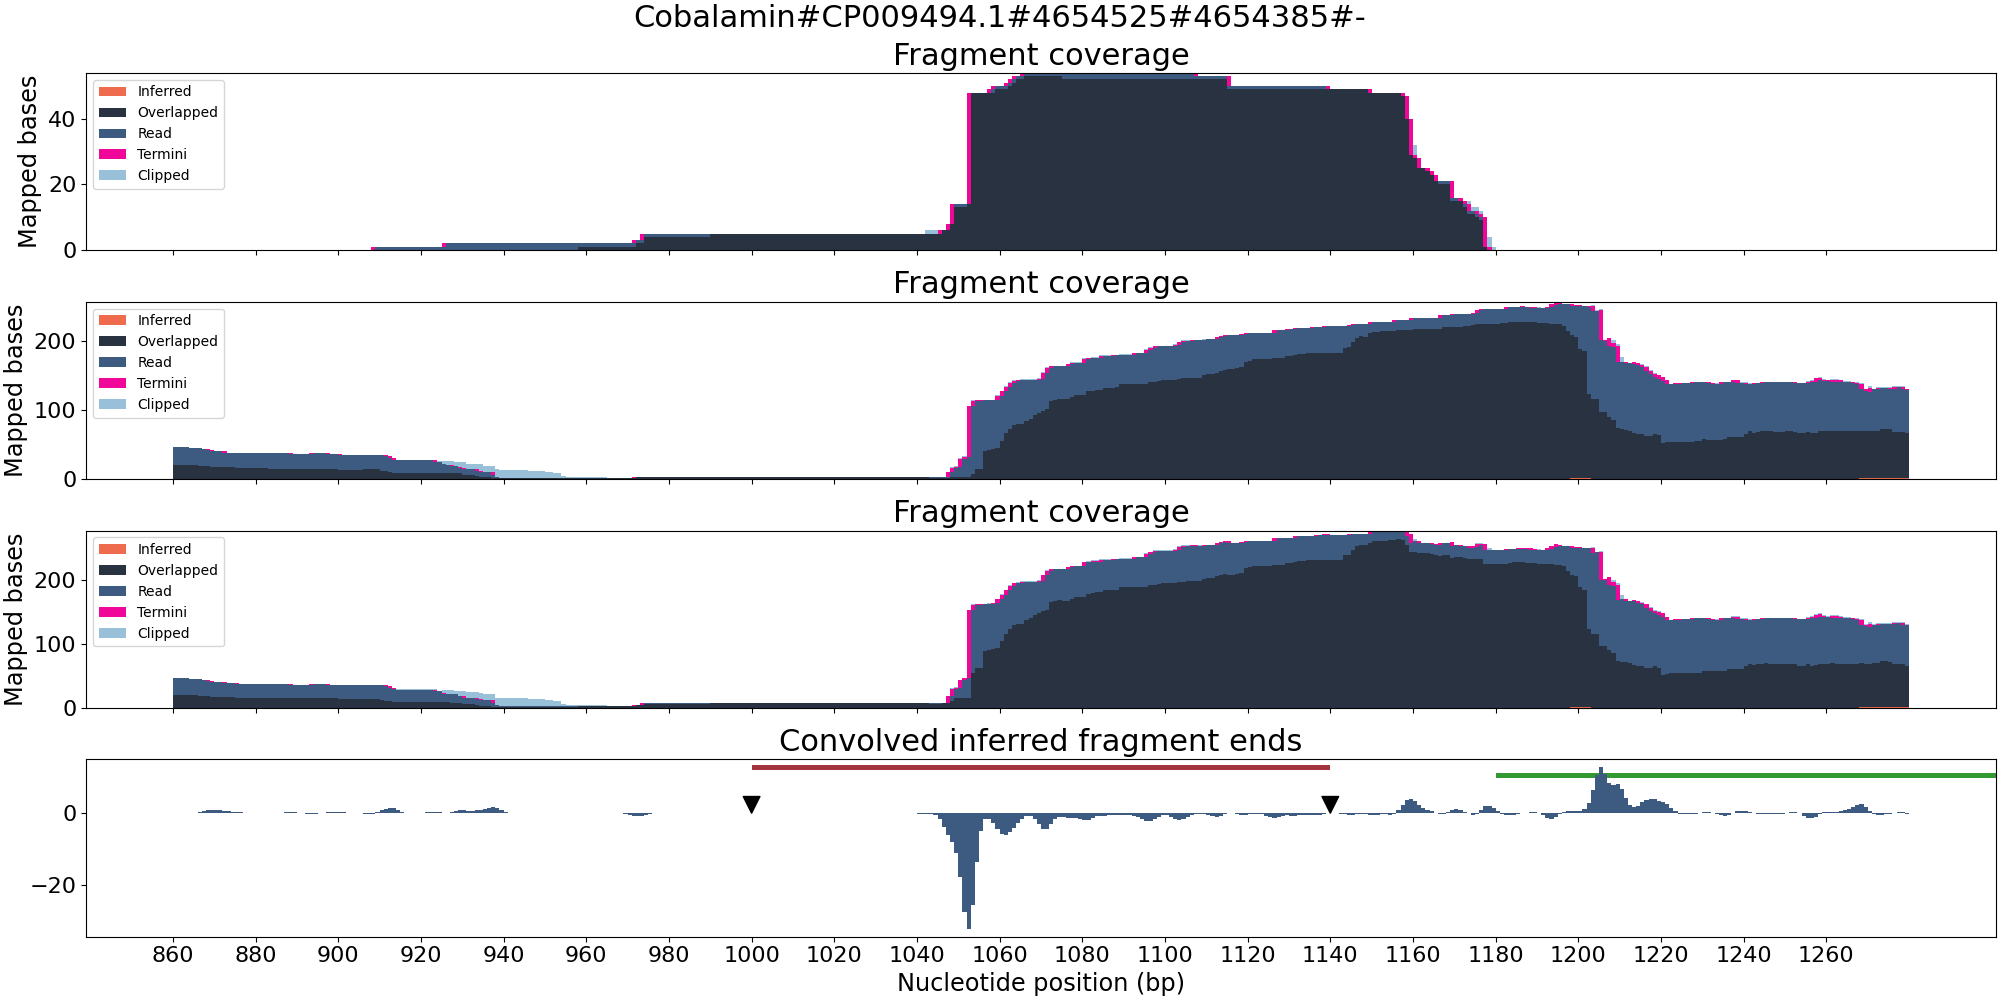 Cobalamin#CP009494.1#4654525#4654385#-
Fragment coverage
Mapped bases
40
20
0
Inferred
Overlapped
Read
Termini
Clipped
Fragment coverage
Mapped bases
200
100
0
Inferred
Overlapped
Read
Termini
Clipped
Fragment coverage
Mapped bases
200
100
0
Inferred
Overlapped
Read
Termini
Clipped
Convolved inferred fragment ends
0
−20
860 880 900 920 940 960 980 1000 1020 1040 1060 1080 1100 1120 1140 1160 1180 1200 1220 1240 1260
Nucleotide position (bp)